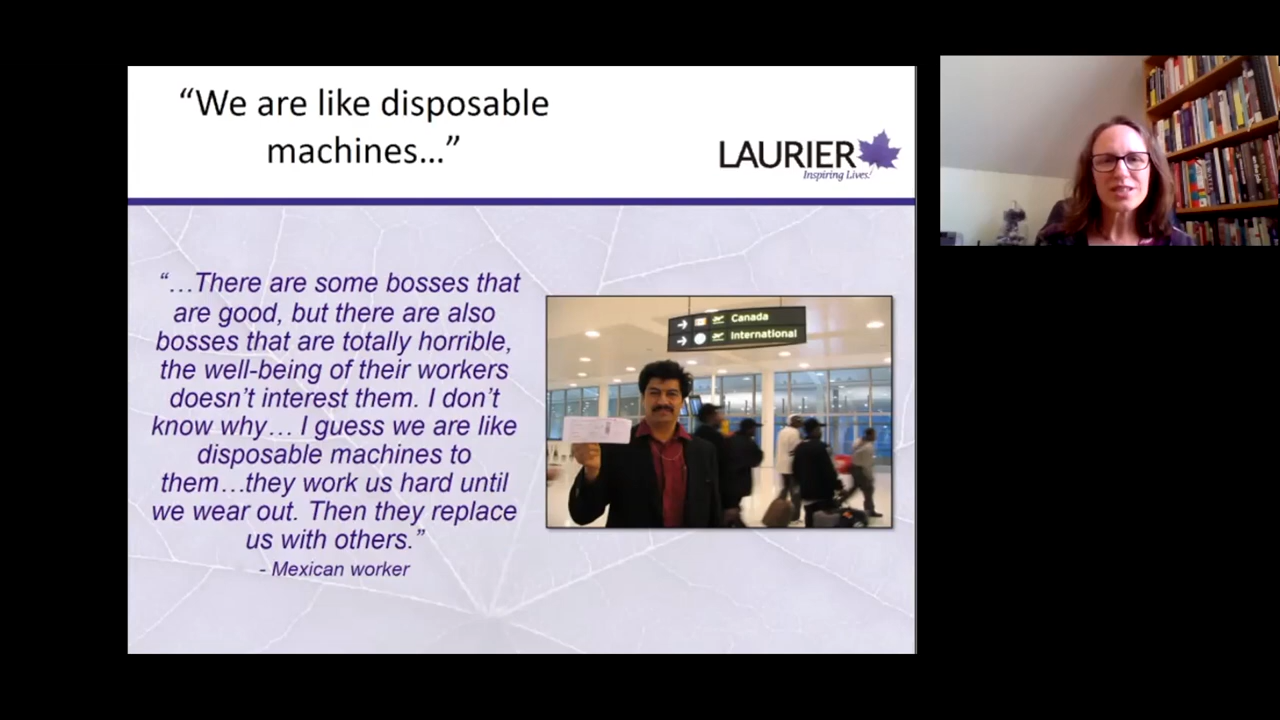 “We are like disposable
machines…”
LAURIER
Inspiring Lives!
“…There are some bosses that
are good, but there are also
bosses that are totally horrible,
the well-being of their workers
doesn’t interest them. I don’t
know why… I guess we are like
disposable machines to
them…they work us hard until
we wear out. Then they replace
us with others.”
- Mexican worker
Canada
International